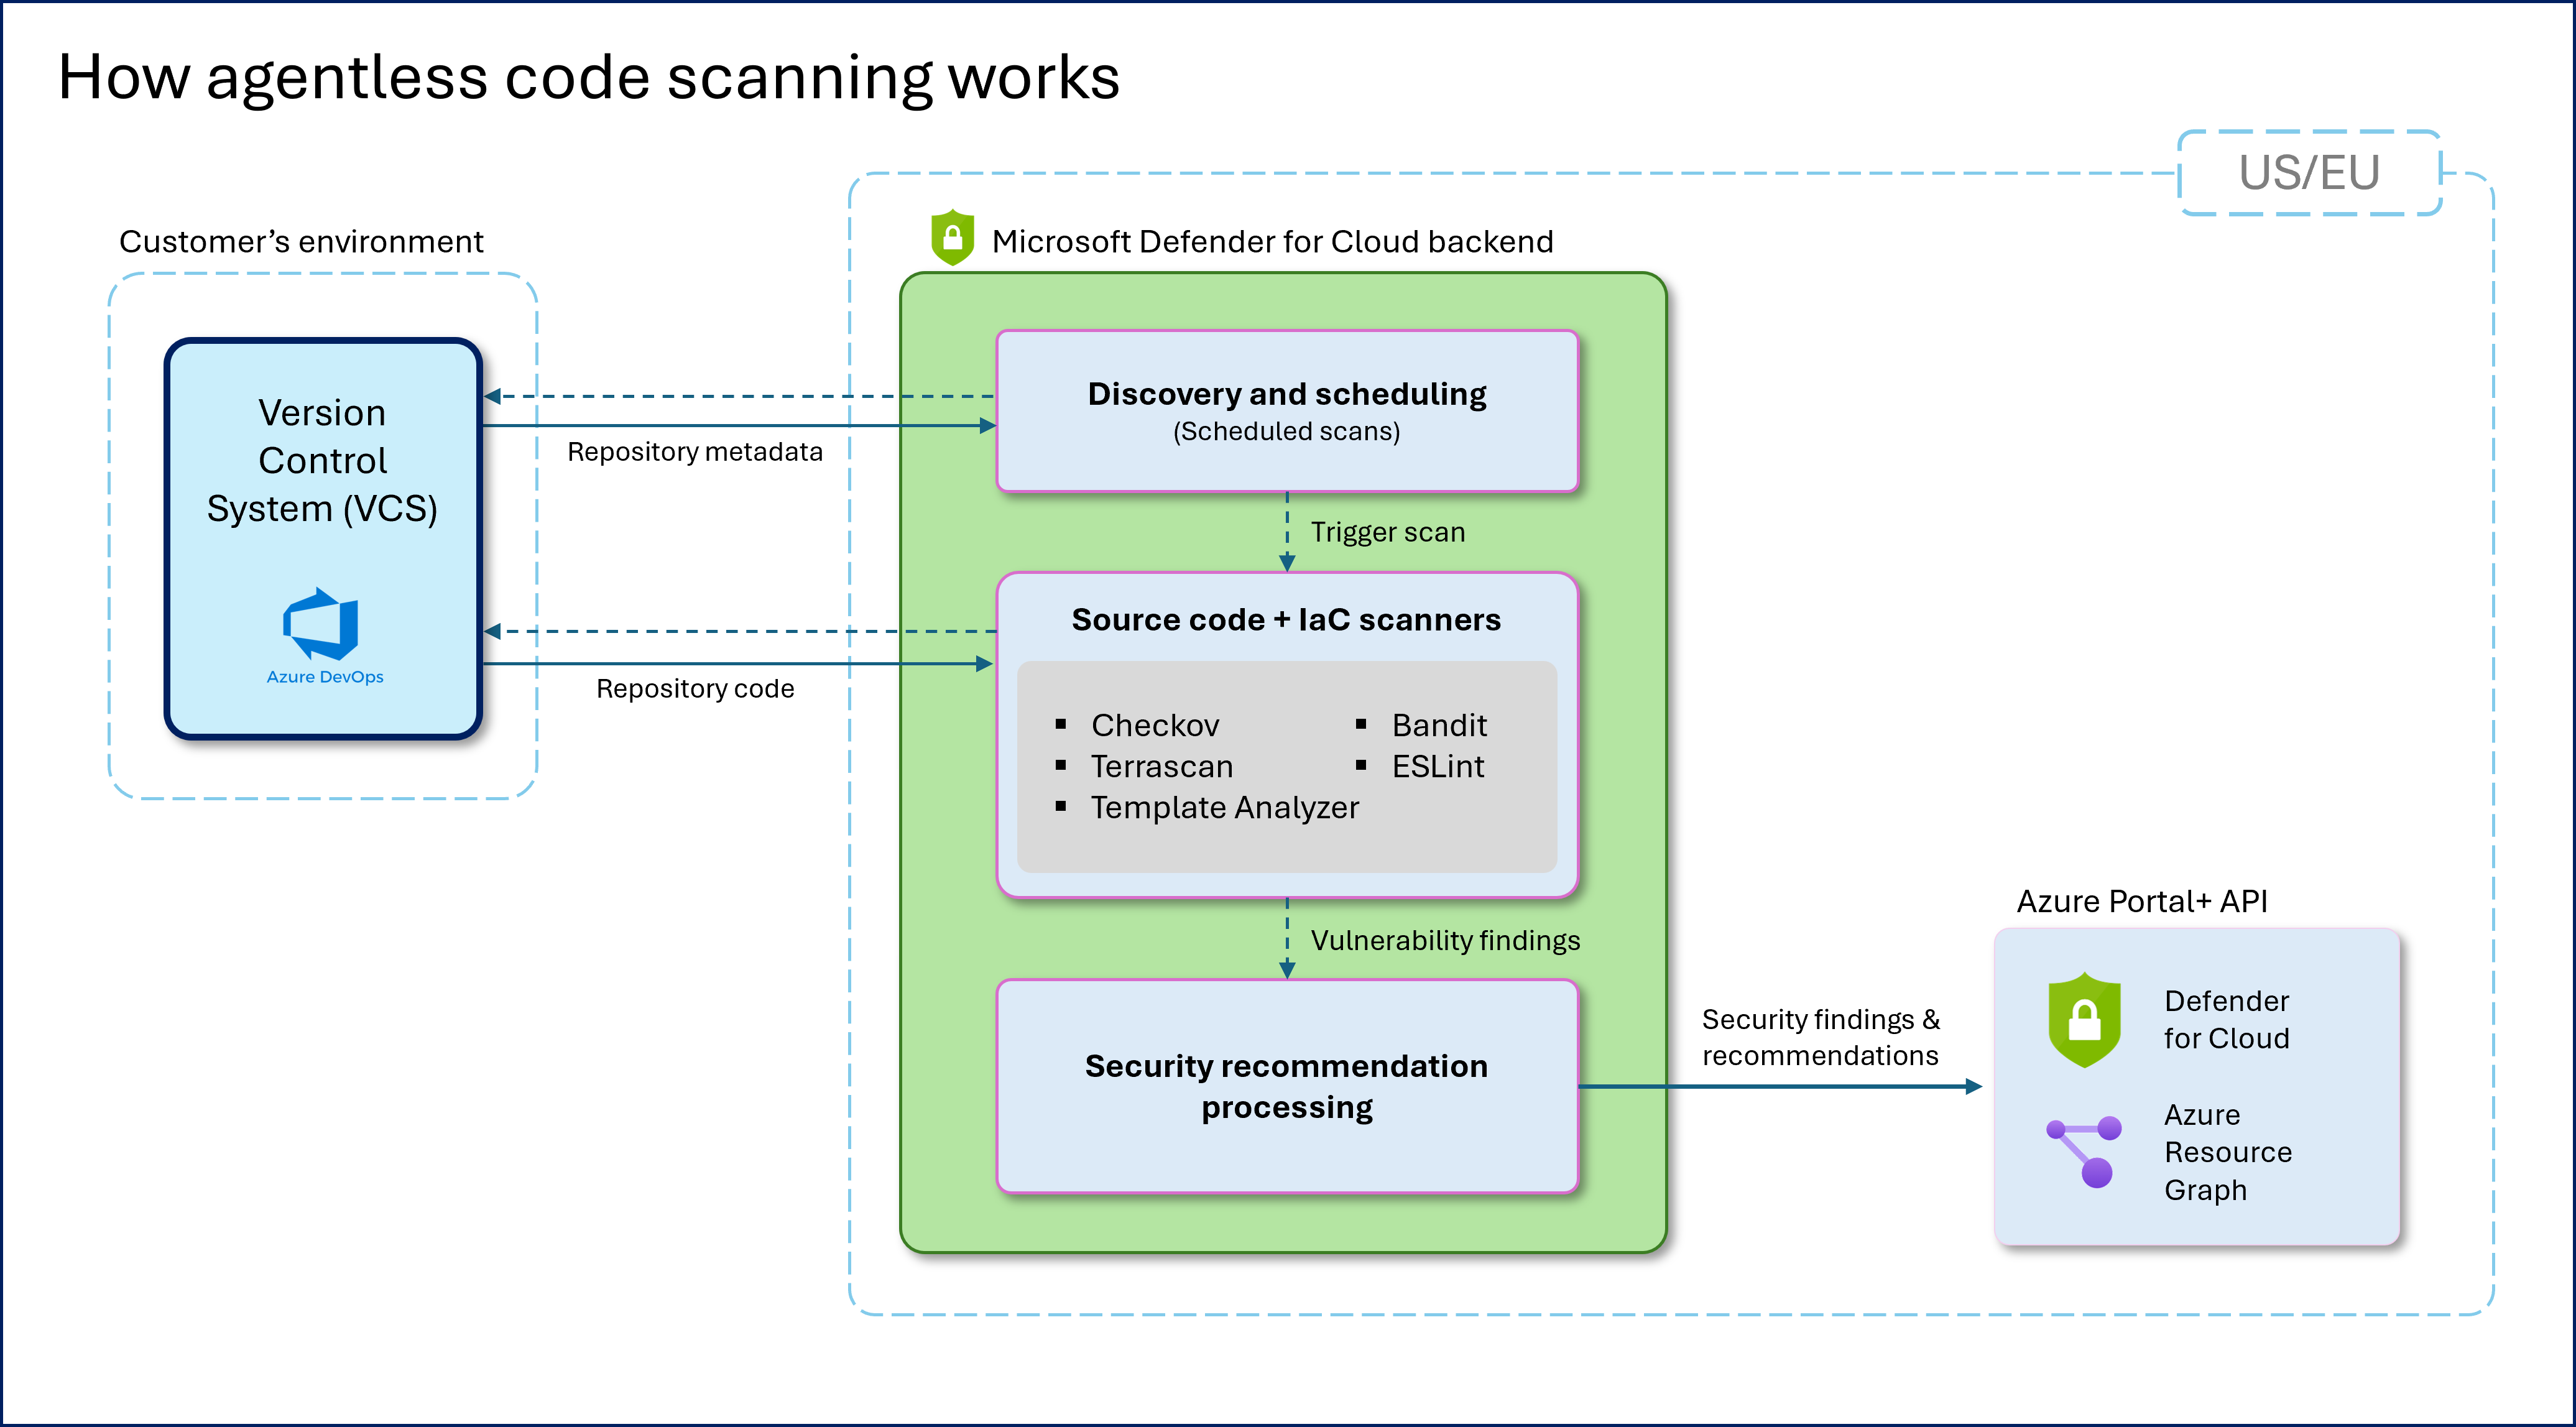 How agentless code scanning works
US/EU
Customer’s environment
Microsoft Defender for Cloud backend
Version
Control
System (VCS)
Azure DevOps
Repository metadata
Repository code
Discovery and scheduling
(Scheduled scans)
Trigger scan
Source code + IaC scanners
▪ Checkov
▪ Terrascan
▪ Template Analyzer
▪ Bandit
▪ ESLint
Vulnerability findings
Security recommendation
processing
Security findings &
recommendations
Azure Portal+ API
Defender
for Cloud
Azure
Resource
Graph